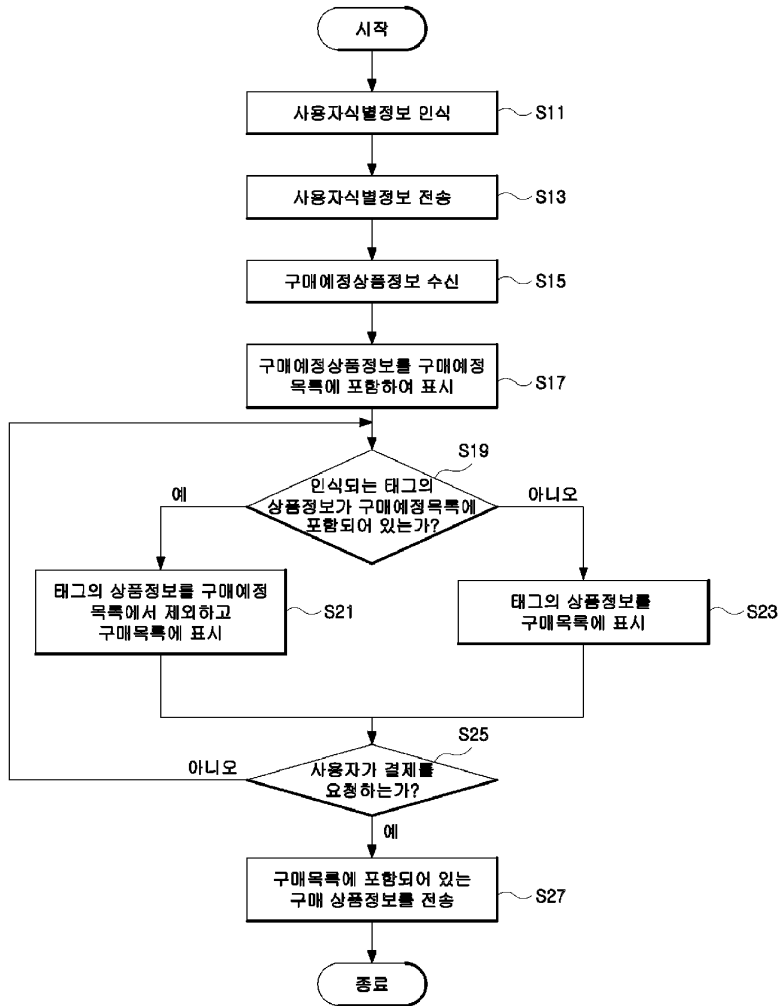 시작
사용자식별정보 인식
S11
사용자식별정보 전송
S13
구매예정상품정보 수신
S15
구매예정상품정보를 구매예정
목록에 포함하여 표시
S17
S19
인식되는 태그의
상품정보가 구매예정목록에
포함되어 있는가?
예
아니오
태그의 상품정보를 구매예정
목록에서 제외하고
구매목록에 표시
S21
태그의 상품정보를
구매목록에 표시
S23
S25
사용자가 결제를
요청하는가?
아니오
예
구매목록에 포함되어 있는
구매 상품정보를 전송
S27
종료